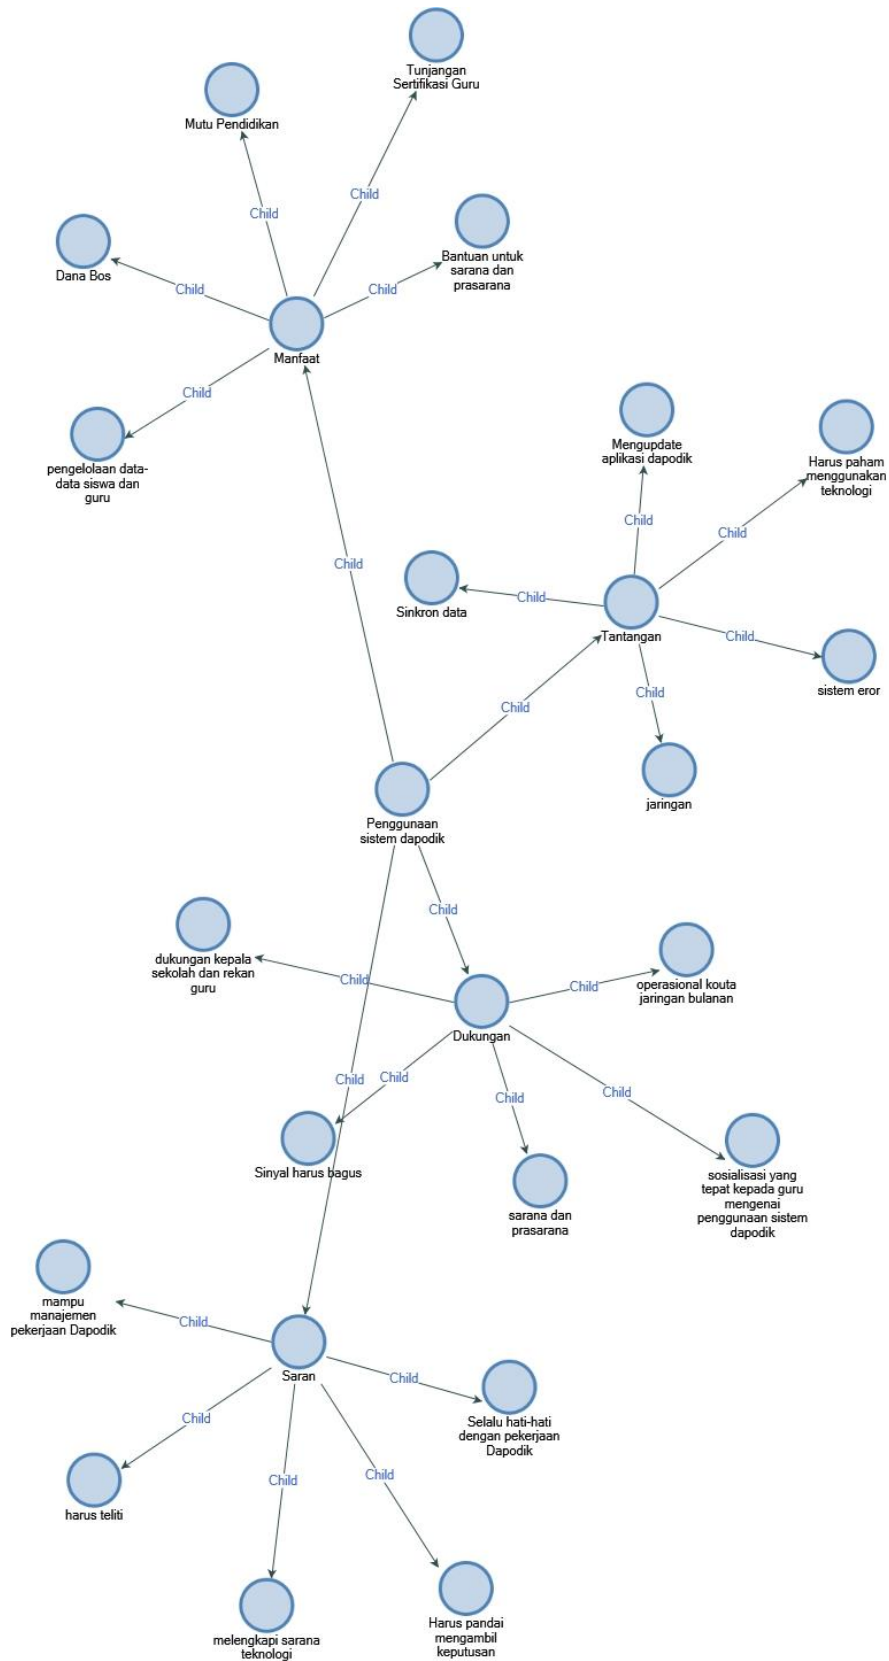 Tunjangan
Sertifikasi Guru
Mutu Pendidikan
Child
Child
Bantuan untuk
sarana dan
prasarana
Dana Bos
Child
Child
Manfaat
Child
pengelolaan data-
data siswa dan
guru
Mengupdate
aplikasi dapodik
Harus paham
menggunakan
teknologi
Child
Child
Child
Child
Sinkron data
Tantangan
Child
sistem eror
Child
Child
jaringan
Penggunaan
sistem dapodik
Child
dukungan kepala
sekolah dan rekan
guru
Child
Child
operasional kouta
jaringan bulanan
Dukungan
Child
Child
Child
Child
Sinyal harus bagus
sarana dan
prasarana
sosialisasi yang
tepat kepada guru
mengenai
penggunaan sistem
dapodik
mampu
manajemen
pekerjaan Dapodik
Child
Saran
Child
Selalu hati-hati
dengan pekerjaan
Dapodik
Child
Child
Child
harus teliti
melengkapi sarana
teknologi
Harus pandai
mengambil
keputusan